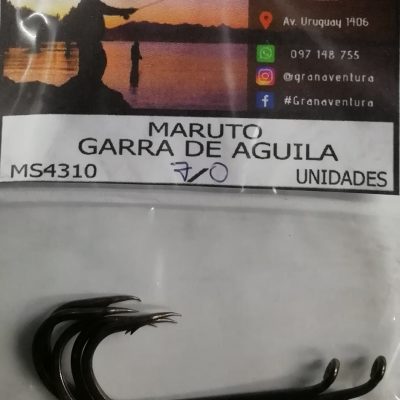 Av. Uruguay 1406
097 148 755
@granaventura
#Granaventura
MARUTO
GARRA DE AGUILA
MS4310 7/0 UNIDADES